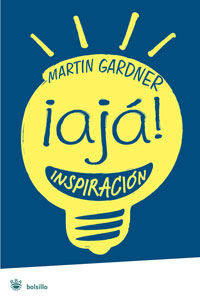 MARTIN GARDNER
¡ajá!
INSPIRACIÓN
bolsillo